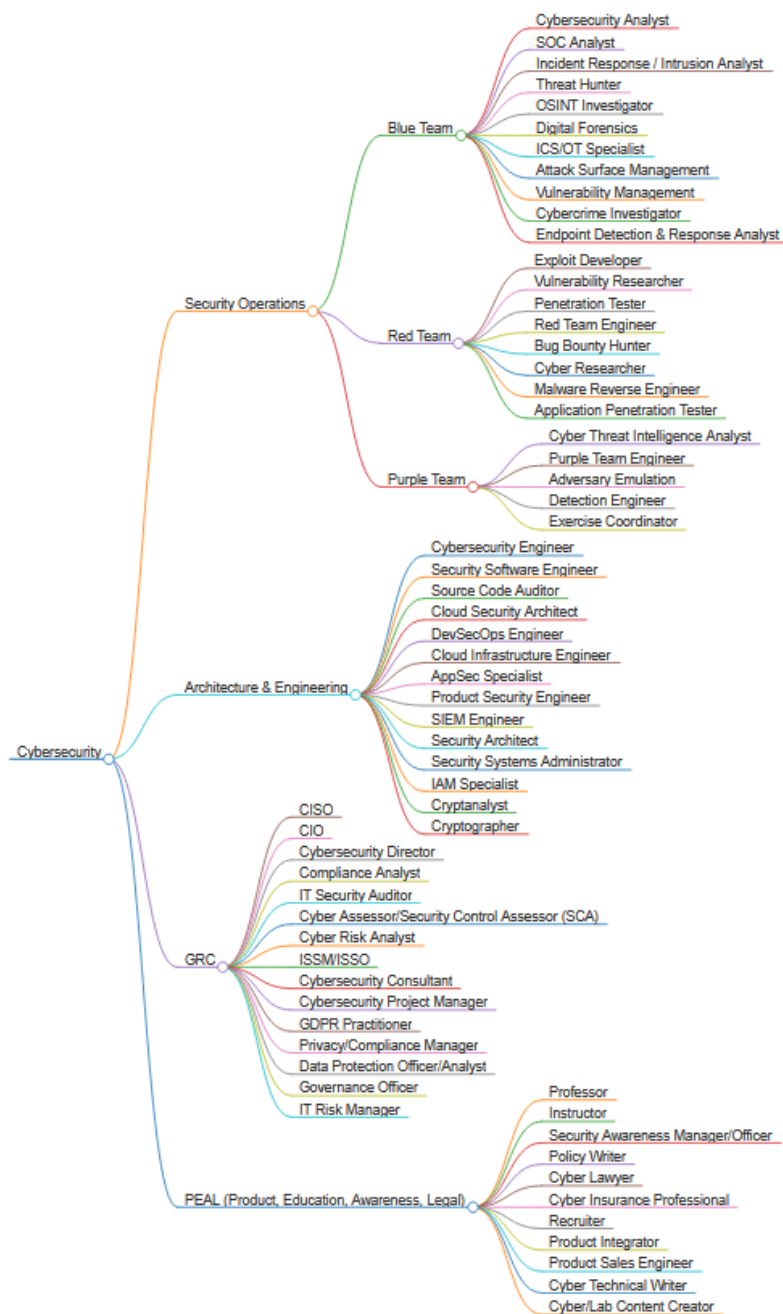 Cybersecurity
Security Operations
Blue Team
Cybersecurity Analyst
SOC Analyst
Incident Response / Intrusion Analyst
Threat Hunter
OSINT Investigator
Digital Forensics
ICS/OT Specialist
Attack Surface Management
Vulnerability Management
Cybercrime Investigator
Endpoint Detection & Response Analyst
Red Team
Exploit Developer
Vulnerability Researcher
Penetration Tester
Red Team Engineer
Bug Bounty Hunter
Cyber Researcher
Malware Reverse Engineer
Application Penetration Tester
Purple Team
Cyber Threat Intelligence Analyst
Purple Team Engineer
Adversary Emulation
Detection Engineer
Exercise Coordinator
Architecture & Engineering
Cybersecurity Engineer
Security Software Engineer
Source Code Auditor
Cloud Security Architect
DevSecOps Engineer
Cloud Infrastructure Engineer
AppSec Specialist
Product Security Engineer
SIEM Engineer
Security Architect
Security Systems Administrator
IAM Specialist
Cryptanalyst
Cryptographer
GRC
CISO
CIO
Cybersecurity Director
Compliance Analyst
IT Security Auditor
Cyber Assessor/Security Control Assessor (SCA)
Cyber Risk Analyst
ISSM/ISSO
Cybersecurity Consultant
Cybersecurity Project Manager
GDPR Practitioner
Privacy/Compliance Manager
Data Protection Officer/Analyst
Governance Officer
IT Risk Manager
PEAL (Product, Education, Awareness, Legal)
Professor
Instructor
Security Awareness Manager/Officer
Policy Writer
Cyber Lawyer
Cyber Insurance Professional
Recruiter
Product Integrator
Product Sales Engineer
Cyber Technical Writer
Cyber/Lab Content Creator